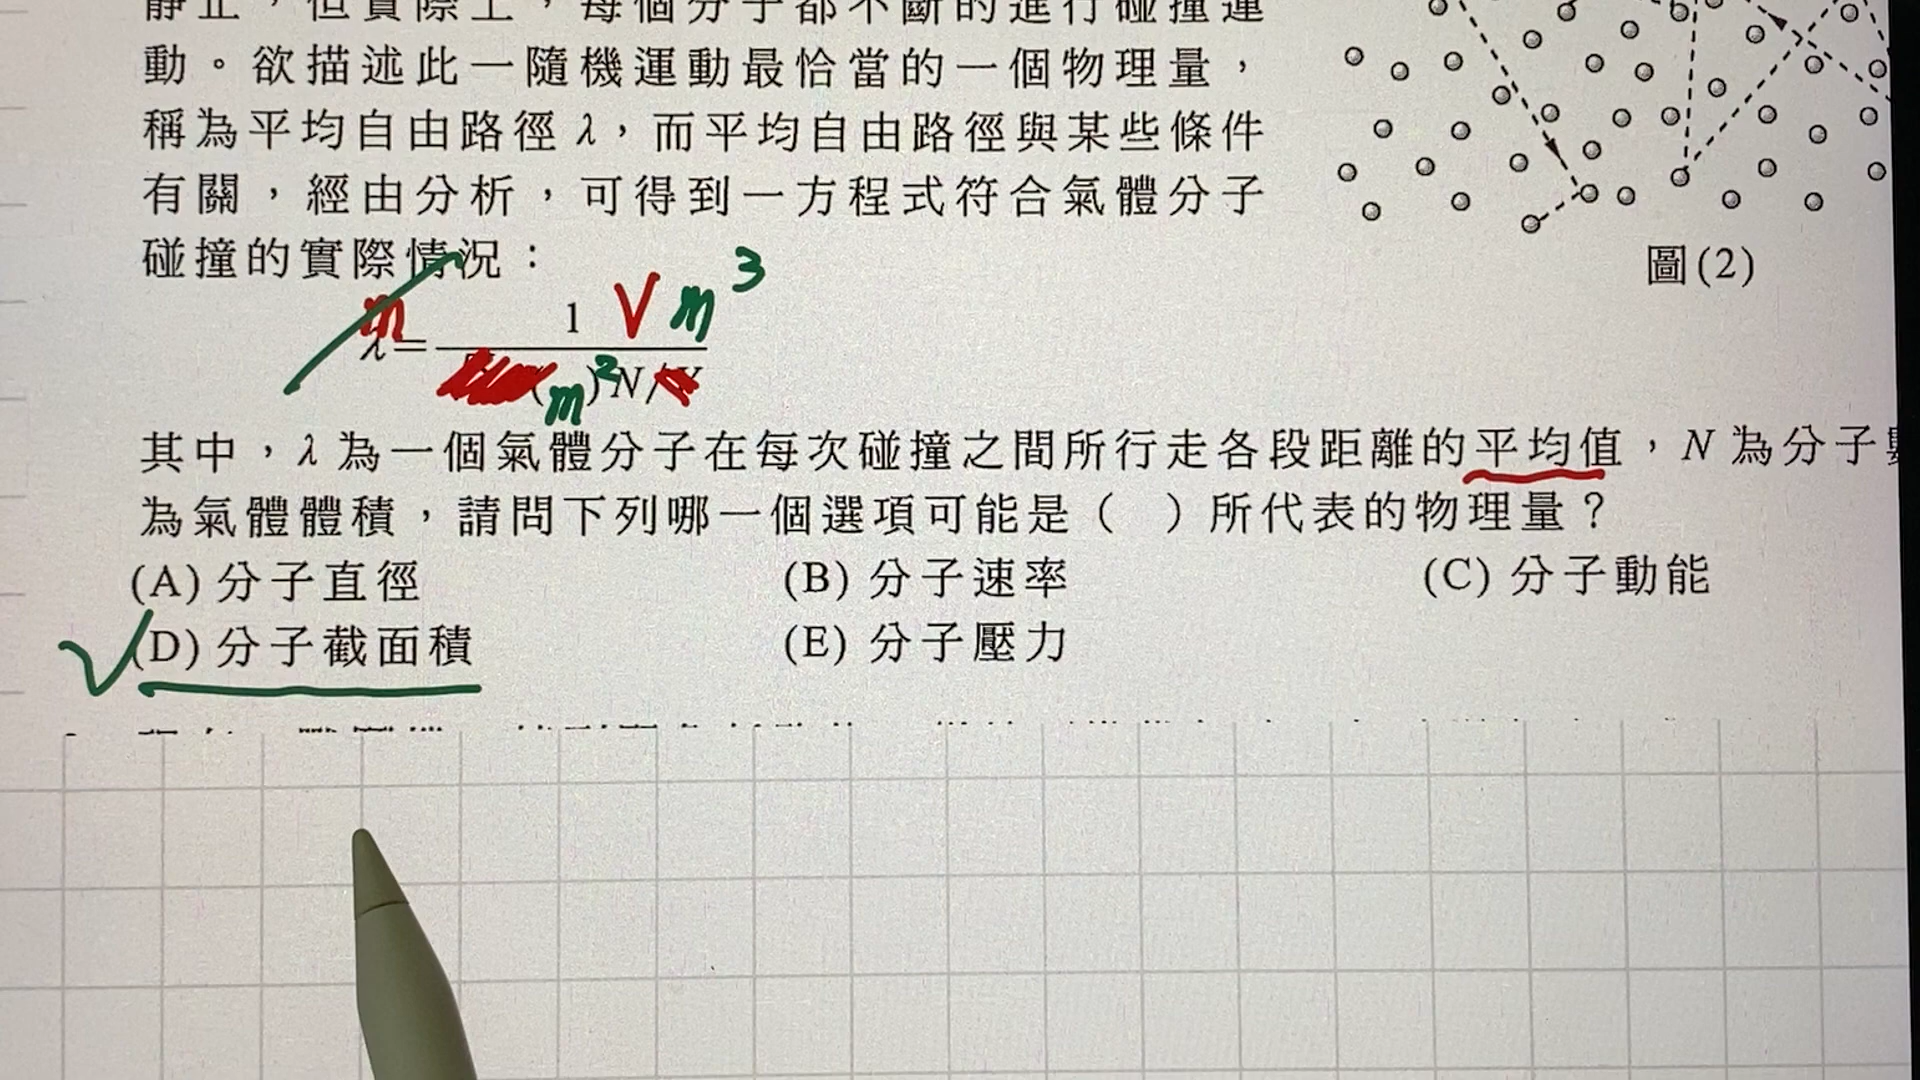 靜止，但實際上，每個分子都不斷的進行碰撞運
動。欲描述此一隨機運動最恰當的一個物理量，
稱為平均自由路徑 λ，而平均自由路徑與某些條件
有關，經由分析，可得到一方程式符合氣體分子
碰撞的實際情況：
圖(2)
1 V m³
m
λ=
( m )² N/
其中，λ 為一個氣體分子在每次碰撞之間所行走各段距離的平均值，N 為分子
為氣體體積，請問下列哪一個選項可能是（ ）所代表的物理量？
(A) 分子直徑 (B) 分子速率 (C) 分子動能
(D) 分子截面積 (E) 分子壓力